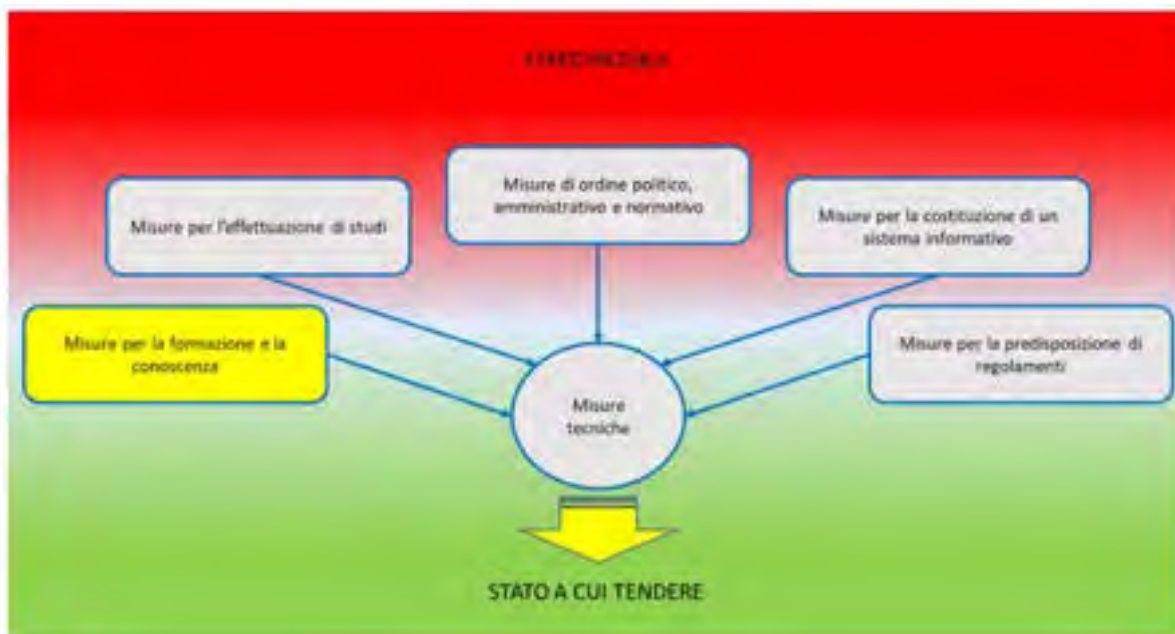 Misure di ordine politico,
amministrativo e normativo
Misure per l'effettuazione di studi
Misure per la costituzione di un
sistema informativo
Misure per la formazione e la
conoscenza
Misure per la predisposizione di
regolamenti
Misure
tecniche
STATO A CUI TENDERE